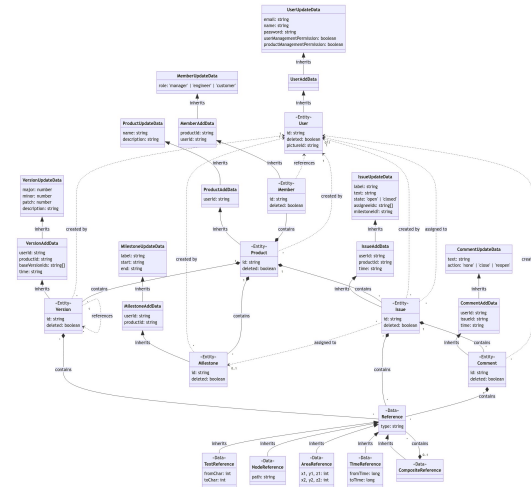 UserUpdateData
email: string
name: string
password: string
userManagementPermission: boolean
productManagementPermission: boolean
inherits
UserAddData
inherits
MemberUpdateData
role: 'manager' | 'engineer' | 'customer'
inherits
«Entity»
User
id: string
deleted: boolean
pictureId: string
ProductUpdateData
name: string
description: string
MemberAddData
productId: string
userId: string
inherits
inherits
references
«Entity»
Member
id: string
deleted: boolean
created by
IssueUpdateData
label: string
text: string
state: 'open' | 'closed'
assigneeIds: string[]
milestoneId: string
created by
assigned to
VersionUpdateData
major: number
minor: number
patch: number
description: string
ProductAddData
userId: string
inherits
created by
inherits
contains
inherits
VersionAddData
userId: string
productId: string
baseVersionIds: string[]
time: string
MilestoneUpdateData
label: string
start: string
end: string
«Entity»
Product
id: string
deleted: boolean
IssueAddData
userId: string
productId: string
time: string
CommentUpdateData
text: string
action: 'none' | 'close' | 'reopen'
inherits
contains
inherits
contains
contains
inherits
inherits
«Entity»
Version
id: string
deleted: boolean
references
MilestoneAddData
userId: string
productId: string
«Entity»
Issue
id: string
deleted: boolean
CommentAddData
userId: string
issueId: string
time: string
inherits
assigned to
contains
inherits
«Entity»
Milestone
id: string
deleted: boolean
0..1
«Entity»
Comment
id: string
deleted: boolean
contains
contains
contains
«Data»
Reference
type: string
inherits
inherits
inherits
inherits
inherits
contains
«Data»
TextReference
fromChar: int
toChar: int
«Data»
NodeReference
path: string
«Data»
AreaReference
x1, y1, z1: int
x2, y2, z2: int
«Data»
TimeReference
fromTime: long
toTime: long
«Data»
CompositeReference